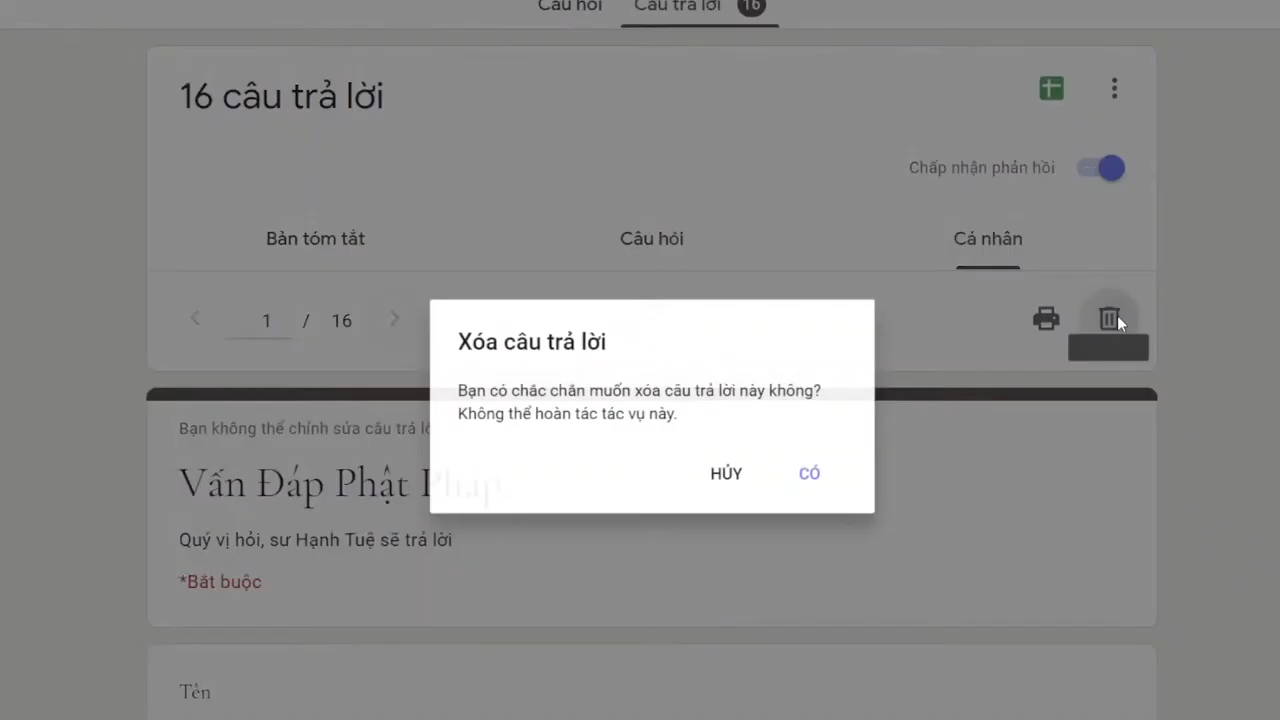 Câu hỏi Câu trả lời 16
16 câu trả lời
Chấp nhận phản hồi
Bản tóm tắt Câu hỏi Cá nhân
1 / 16
Xóa câu trả lời
Bạn có chắc chắn muốn xóa câu trả lời này không?
Không thể hoàn tác tác vụ này.
HỦY CÓ
Bạn không thể chỉnh sửa câu trả
Vấn Đáp Phật Pháp
Quý vị hỏi, sư Hạnh Tuệ sẽ trả lời
*Bắt buộc
Tên